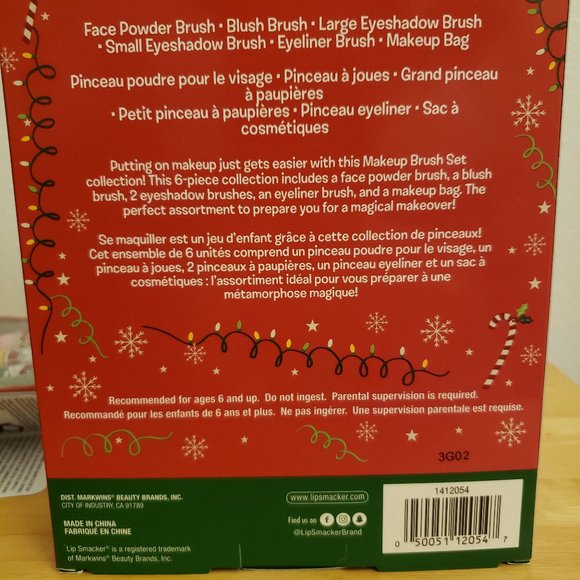 Face Powder Brush • Blush Brush • Large Eyeshadow Brush
• Small Eyeshadow Brush • Eyeliner Brush • Makeup Bag
Pinceau poudre pour le visage • Pinceau à joues • Grand pinceau
à paupières
• Petit pinceau à paupières • Pinceau eyeliner • Sac à
cosmétiques
Putting on makeup just gets easier with this Makeup Brush Set
collection! This 6-piece collection includes a face powder brush, a blush
brush, 2 eyeshadow brushes, an eyeliner brush, and a makeup bag. The
perfect assortment to prepare you for a magical makeover!
Se maquiller est un jeu d'enfant grâce à cette collection de pinceaux!
Cet ensemble de 6 unités comprend un pinceau poudre pour le visage, un
pinceau à joues, 2 pinceaux à paupières, un pinceau eyeliner et un sac à
cosmétiques : l'assortiment idéal pour vous préparer à une
métamorphose magique!
Recommended for ages 6 and up. Do not ingest. Parental supervision is required.
Recommandé pour les enfants de 6 ans et plus. Ne pas ingérer. Une supervision parentale est requise.
3G02
DIST. MARKWINS® BEAUTY BRANDS, INC.
CITY OF INDUSTRY, CA 91789
MADE IN CHINA
FABRIQUÉ EN CHINE
Lip Smacker® is a registered trademark
of Markwins® Beauty Brands, Inc.
www.lipsmacker.com
Find us on
@LipSmackerBrand
1412054
0 50051 12054 7